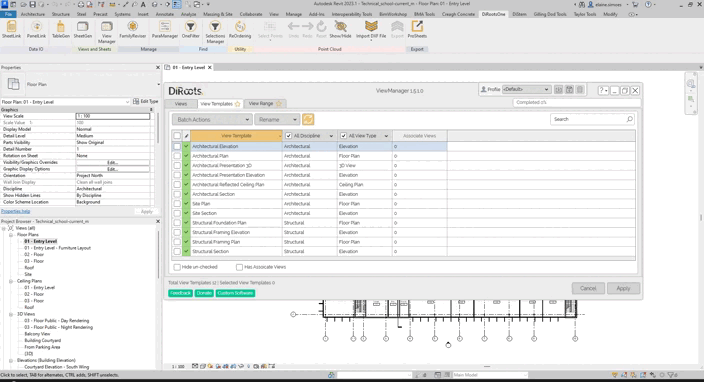 Autodesk Revit 2023.1 - Technical_school-current_m - Floor Plan: 01 - Entry Level
elaine.simoes
File Architecture Structure Steel Precast Systems Insert Annotate Analyze Massing & Site Collaborate View Manage Add-Ins Interoperability Tools BimWorkshop Creagh Concrete DiRootsOne DiStem Gilling Dod Tools Taylor Modify
SheetLink FamiLink TableGen SheetGen View Manager FamilyReviser ParaManager OneFilter Selections Manager ReOrdering Show/Hide Import DXF File Export ProSheets
Data IO Views and Sheets Manage Find Utility Point Cloud Export
Properties
Floor Plan
Floor Plan: 01 - Entry Level Edit Type
Graphics
View Scale 1 : 100
Scale Value 1: 100
Display Model Normal
Detail Level Medium
Parts Visibility Show Original
Detail Number 1
Rotation on Sheet None
Visibility/Graphics Overrides Edit...
Graphic Display Options Edit...
Orientation Project North
Wall Join Display Clean all wall joins
Discipline Architectural
Show Hidden Lines By Discipline
Color Scheme Location Background
Properties help Apply
Project Browser - Technical_school-current_m
Views (all)
Floor Plans
01 - Entry Level
01 - Entry Level - Furniture Layout
02 - Floor
03 - Floor
Roof
Site
Ceiling Plans
01 - Entry Level
02 - Floor
03 - Floor
3D Views
03 - Floor Public - Day Rendering
03 - Floor Public - Night Rendering
Balcony View
Building Courtyard
From Parking Area
{3D}
Elevations (Building Elevation)
Courtyard Elevation - South Wing
01 - Entry Level
DiRoots
ViewManager 1.5.1.0
Profile <Default>
Views View Templates View Range
Completed 0%
Batch Actions Rename Search
View Template All Discipline All View Type Associate Views
Architectural Elevation Architectural Elevation 0
Architectural Plan Architectural Floor Plan 0
Architectural Presentation 3D Architectural 3D View 0
Architectural Presentation Elevation Architectural Elevation 0
Architectural Reflected Ceiling Plan Architectural Ceiling Plan 0
Architectural Section Architectural Elevation 0
Site Plan Architectural Floor Plan 0
Site Section Architectural Elevation 0
Structural Foundation Plan Structural Floor Plan 0
Structural Framing Elevation Structural Elevation 0
Structural Framing Plan Structural Floor Plan 0
Structural Section Structural Elevation 0
Hide un-checked Has Associate Views
Total View Templates 12 | Selected View Templates 0
Feedback Donate Custom Software
Cancel Apply
1 : 100
Click to select, TAB for alternates, CTRL adds, SHIFT unselects.
Main Model